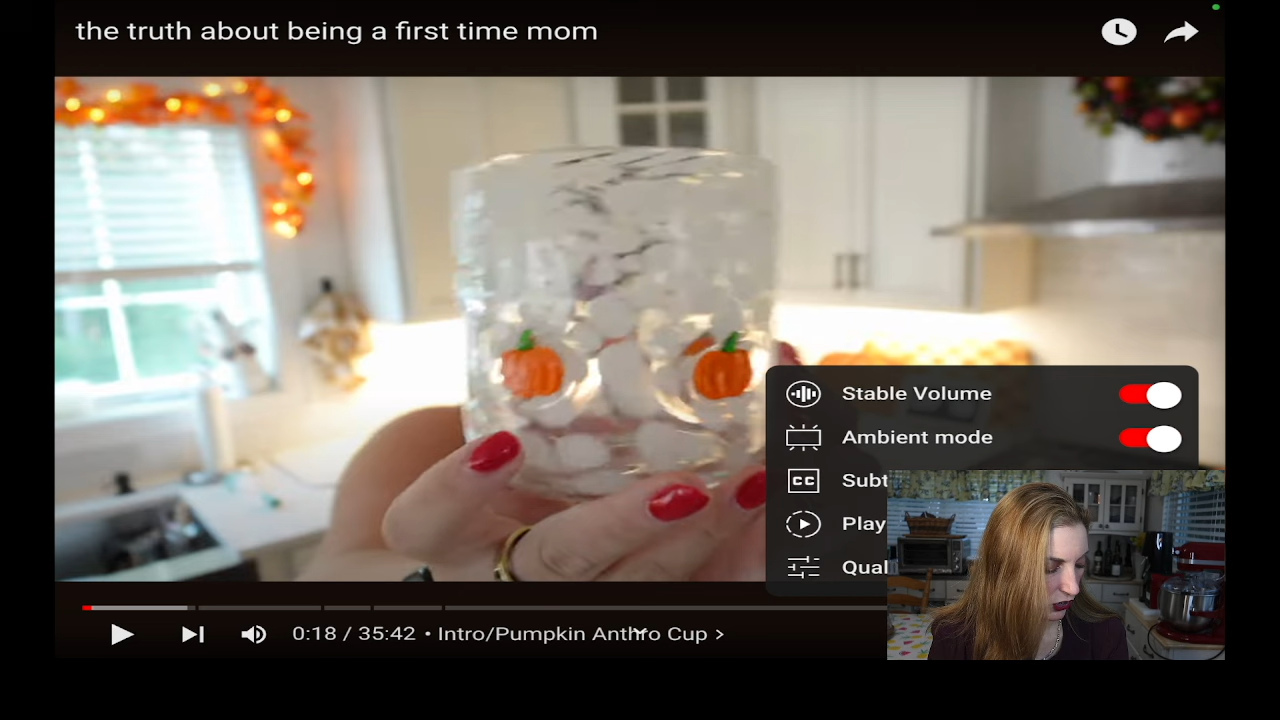 the truth about being a first time mom
Stable Volume
Ambient mode
CC Subt
Play
Qual
0:18 / 35:42 • Intro/Pumpkin Anthro Cup >